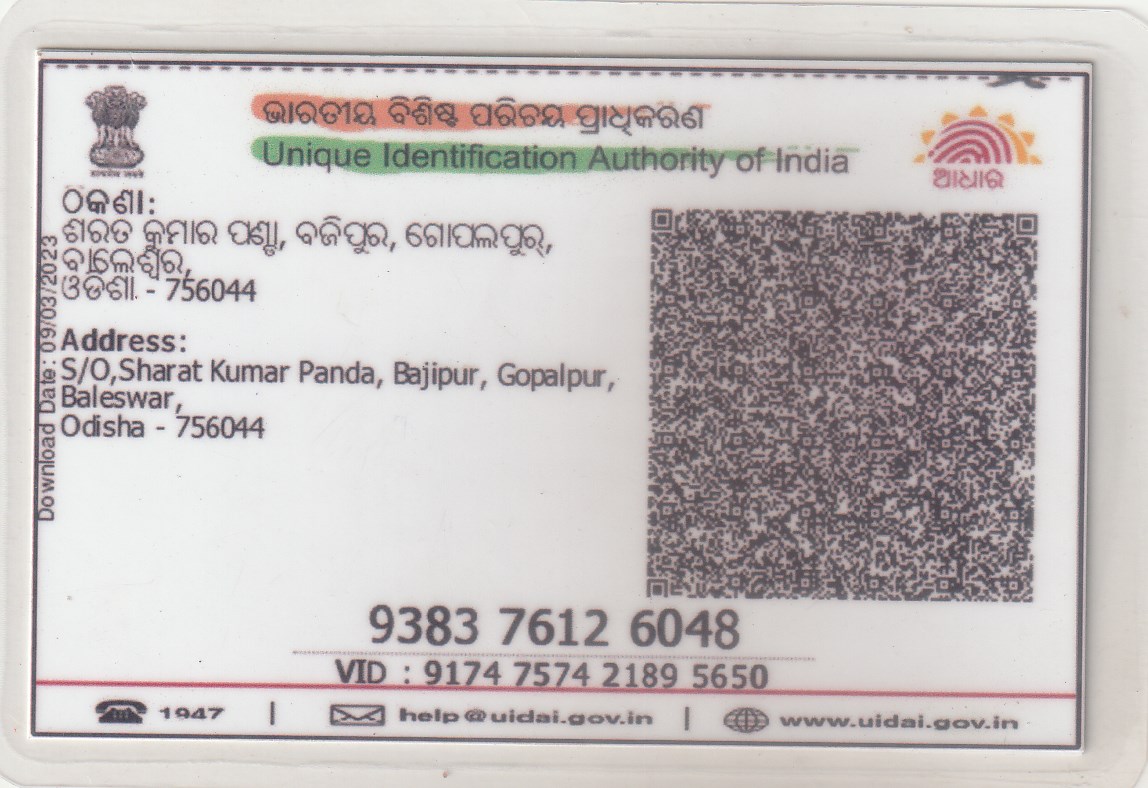 ଭାରତୀୟ ବିଶିଷ୍ଟ ପରିଚୟ ପ୍ରାଧିକରଣ
Unique Identification Authority of India
ଆଧାର
ଠିକଣା:
ଶରତ କୁମାର ପଣ୍ଡା, ବଜିପୁର, ଗୋପଲପୁର୍,
ବାଲେଶ୍ୱର,
ଓଡିଶା - 756044
Address:
S/O,Sharat Kumar Panda, Bajipur, Gopalpur,
Baleswar,
Odisha - 756044
Download Date: 09/03/2023
9383 7612 6048
VID : 9174 7574 2189 5650
1947 | help@uidai.gov.in | www.uidai.gov.in